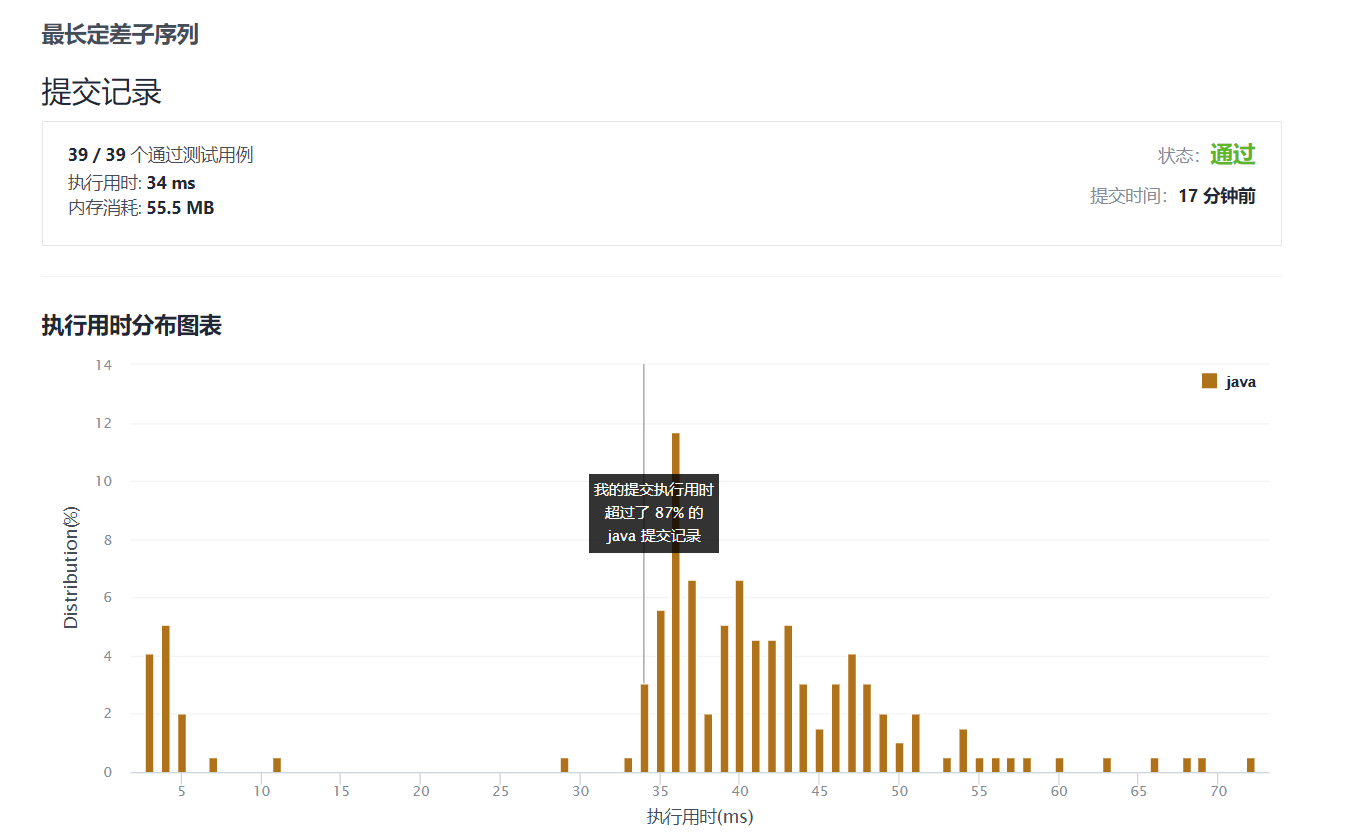 最长定差子序列
提交记录
39 / 39 个通过测试用例
状态：通过
执行用时: 34 ms
提交时间：17 分钟前
内存消耗: 55.5 MB
执行用时分布图表
java
14
12
10
8
6
4
2
0
Distribution(%)
我的提交执行用时
超过了 87% 的
java 提交记录
5 10 15 20 25 30 35 40 45 50 55 60 65 70
执行用时(ms)